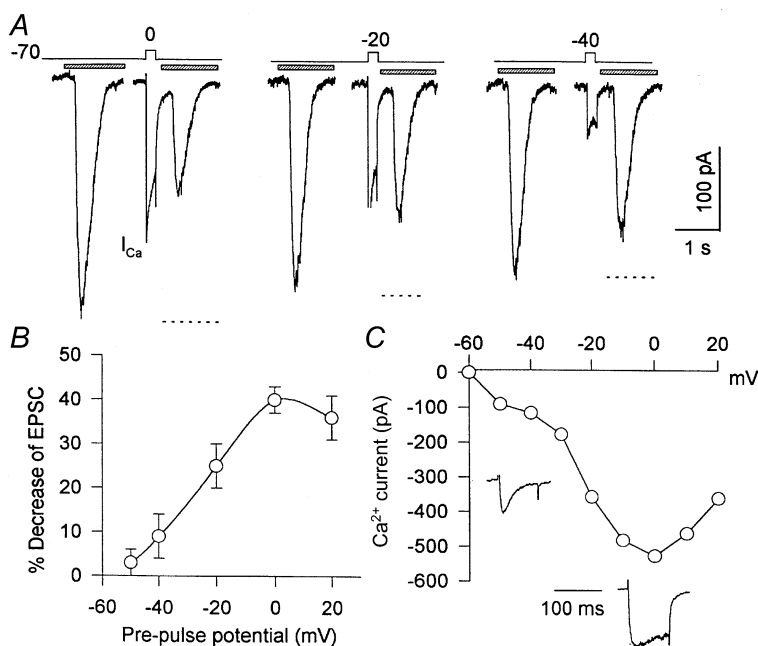 A
-70
0
-20
-40
I_Ca
100 pA
1 s
B
% Decrease of EPSC
50
40
30
20
10
0
-60
-40
-20
0
20
Pre-pulse potential (mV)
C
-60
-40
-20
0
20
mV
Ca2+ current (pA)
0
-100
-200
-300
-400
-500
-600
100 ms